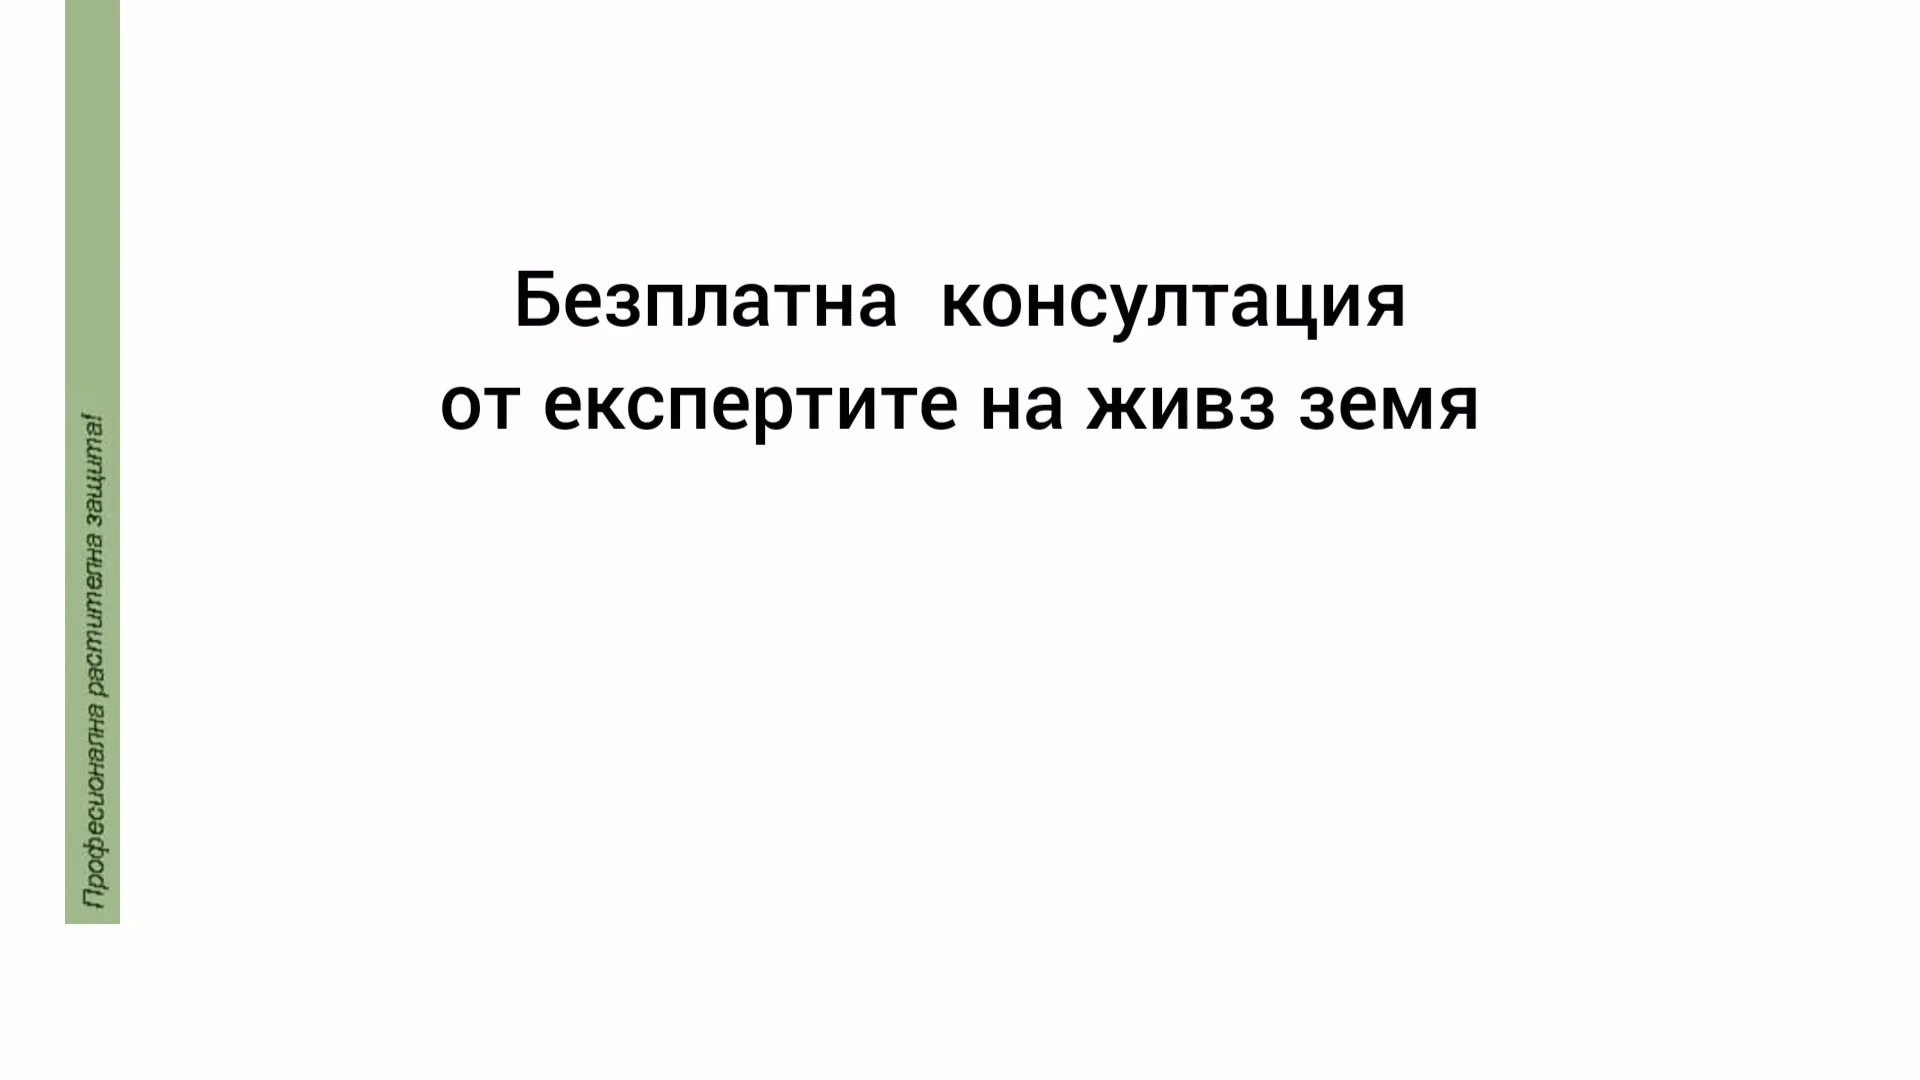 Безплатна  консултация
от експертите на живз земя
Професионална растителна защита!